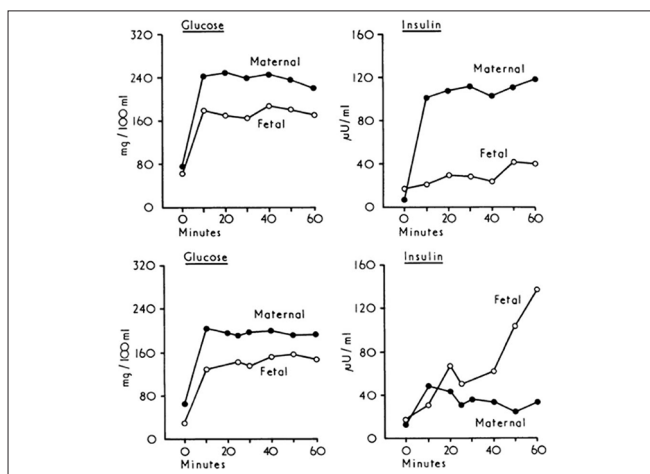 Glucose
320
240
160
80
0
mg / 100 ml
Maternal
Fetal
0 20 40 60
Minutes
Insulin
160
120
80
40
0
µU / ml
Maternal
Fetal
0 20 40 60
Minutes
Glucose
320
240
160
80
0
mg / 100 ml
Maternal
Fetal
0 20 40 60
Minutes
Insulin
160
120
80
40
0
µU / ml
Fetal
Maternal
0 20 40 60
Minutes